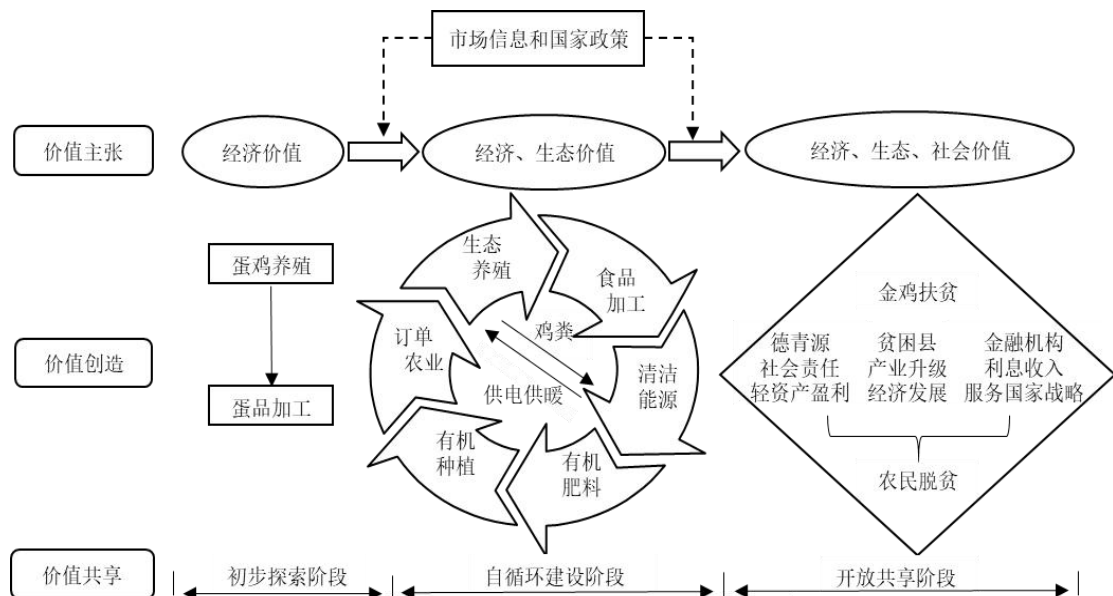 市场信息和国家政策
价值主张
经济价值
经济、生态价值
经济、生态、社会价值
价值创造
蛋鸡养殖
蛋品加工
生态
养殖
食品
加工
清洁
能源
有机
肥料
有机
种植
订单
农业
鸡粪
供电供暖
金鸡扶贫
德青源
社会责任
轻资产盈利
贫困县
产业升级
经济发展
金融机构
利息收入
服务国家战略
农民脱贫
价值共享
初步探索阶段
自循环建设阶段
开放共享阶段